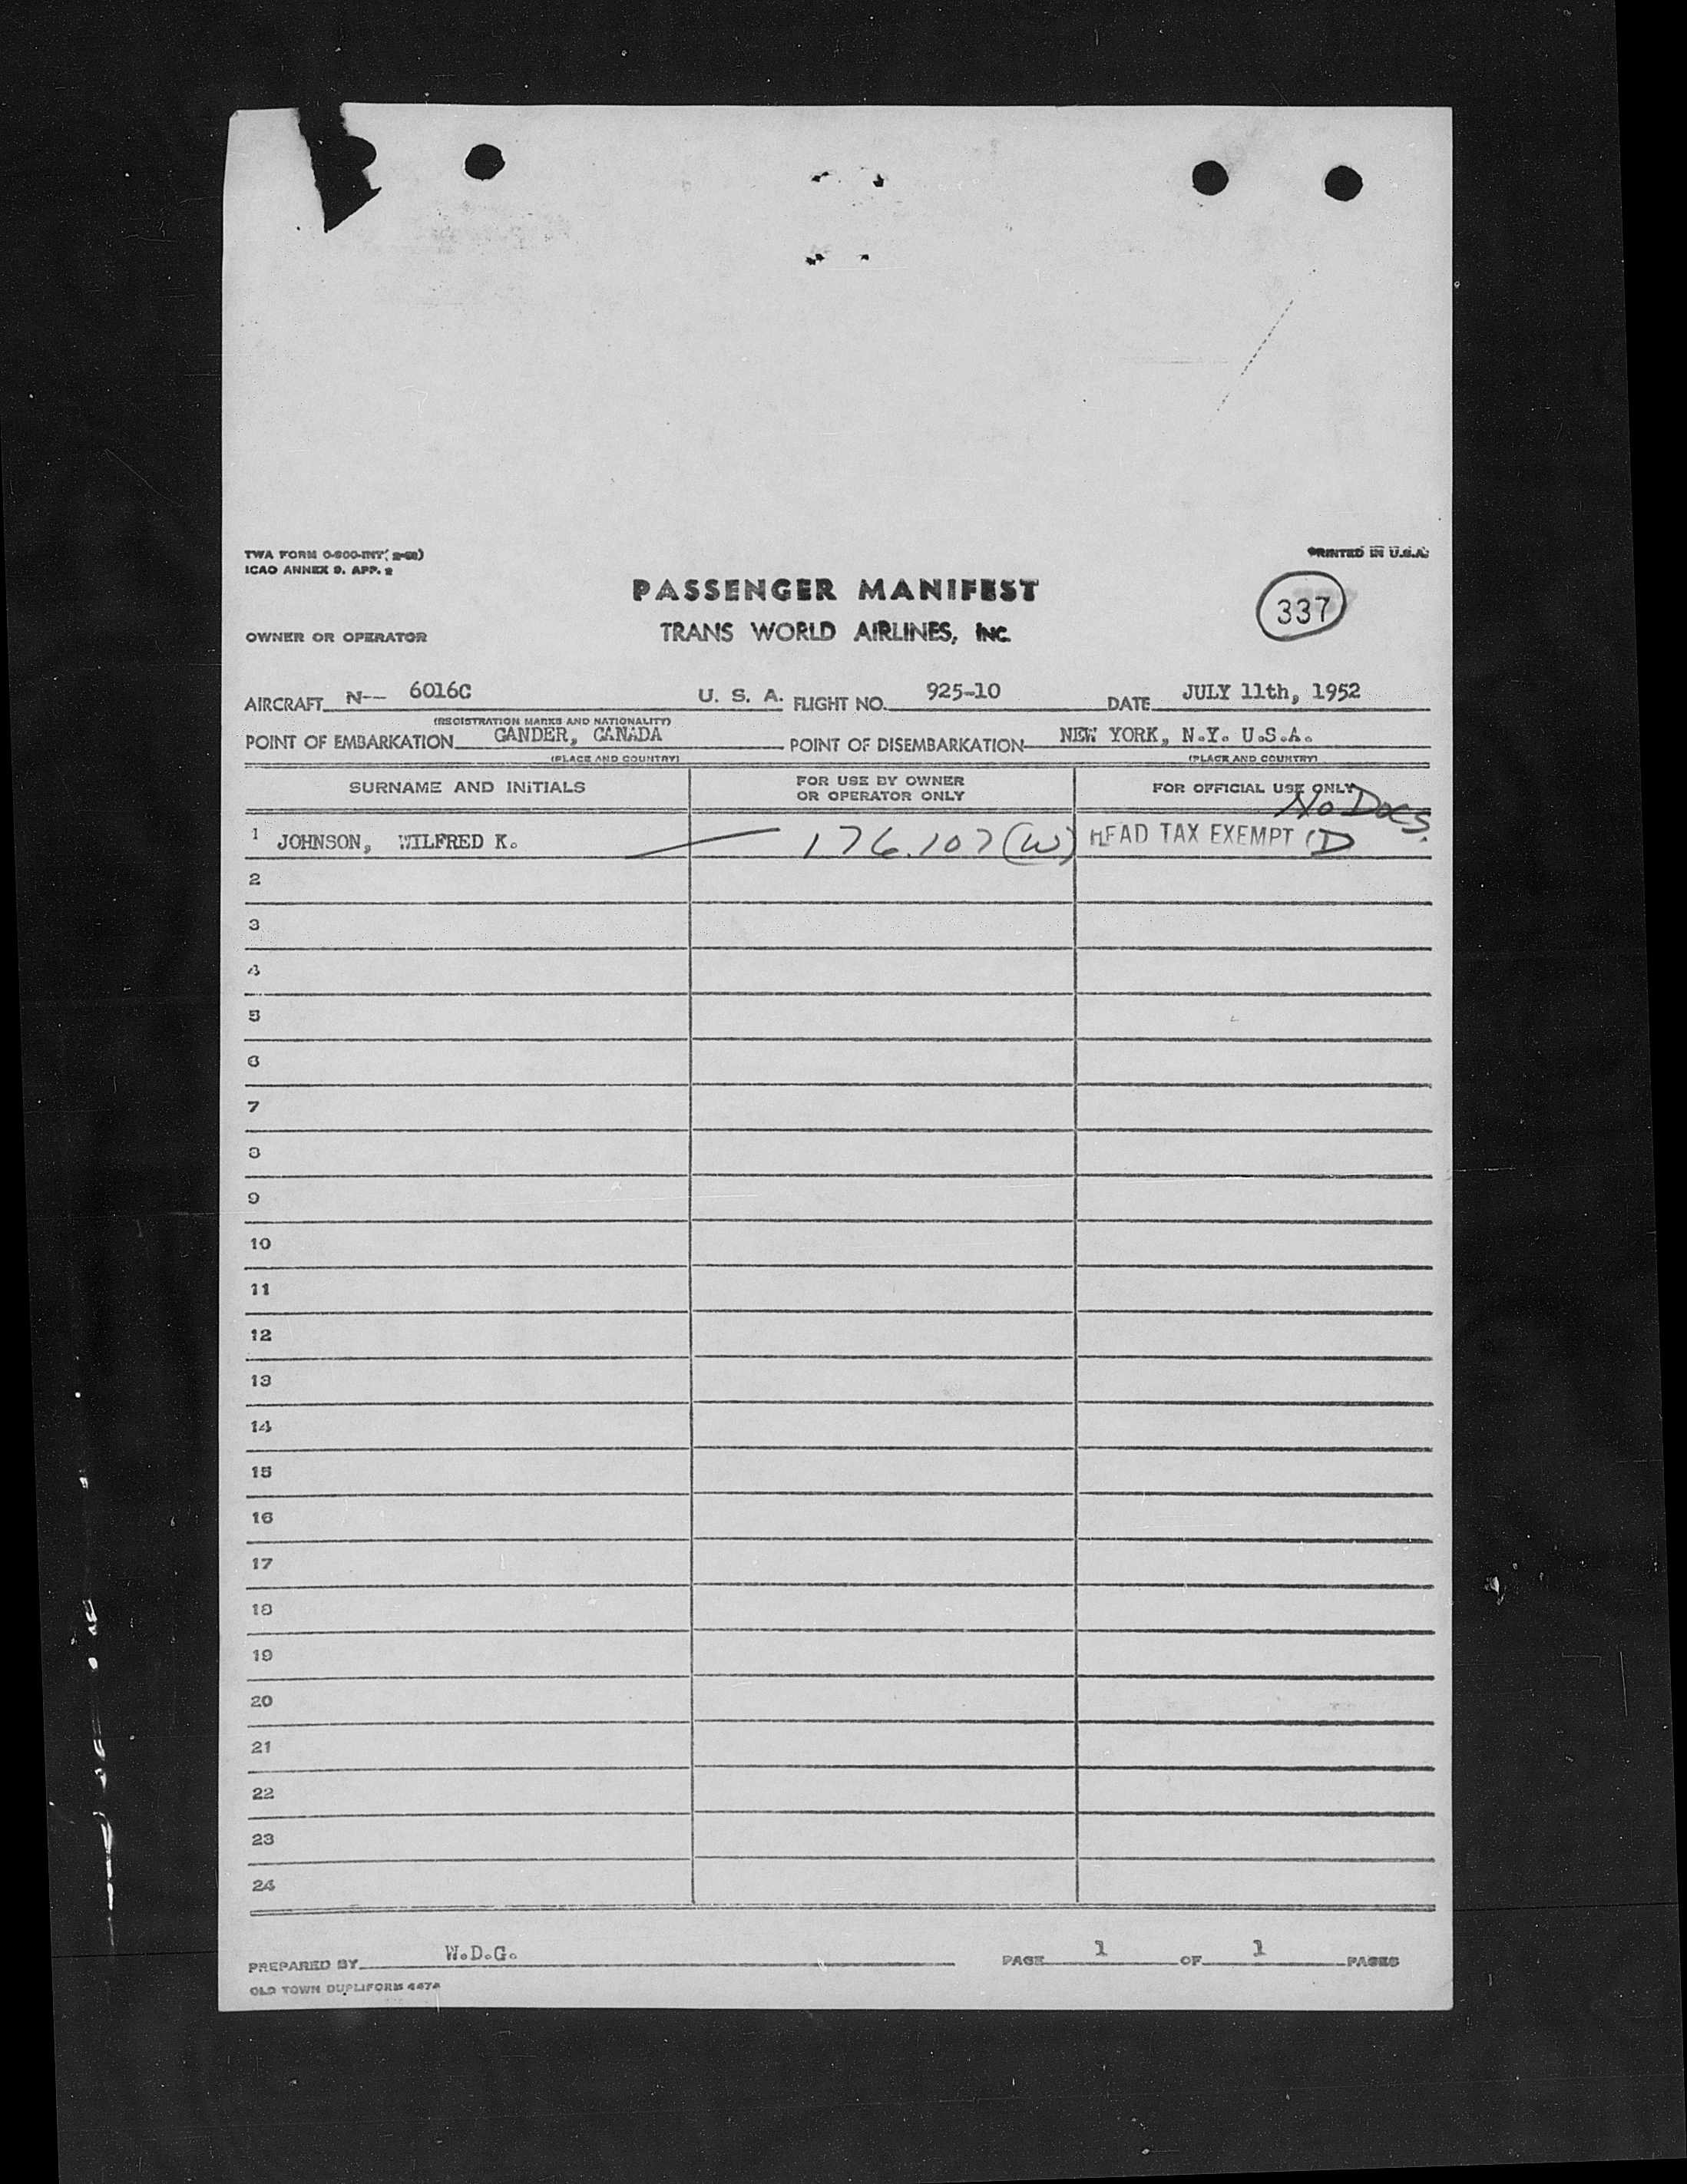 TWA FORM 0-800-INT( 2-52)
PRINTED IN U.S.A.
ICAO ANNEX 9. APP. 2
PASSENGER MANIFEST
337
OWNER OR OPERATOR TRANS WORLD AIRLINES, INC.
AIRCRAFT N-- 6016C U. S. A. FLIGHT NO. 925-10 DATE JULY 11th, 1952
(REGISTRATION MARKS AND NATIONALITY)
POINT OF EMBARKATION GANDER, CANADA POINT OF DISEMBARKATION NEW YORK, N.Y. U.S.A.
(PLACE AND COUNTRY) (PLACE AND COUNTRY)
SURNAME AND INITIALS FOR USE BY OWNER OR OPERATOR ONLY FOR OFFICIAL USE ONLY
No Docs.
1 JOHNSON, WILFRED K. 176.107 (W) HEAD TAX EXEMPT D
2
3
4
5
6
7
8
9
10
11
12
13
14
15
16
17
18
19
20
21
22
23
24
PREPARED BY W.D.G. PAGE 1 OF 1 PAGES
OLD TOWN DUPLIFORM 4474